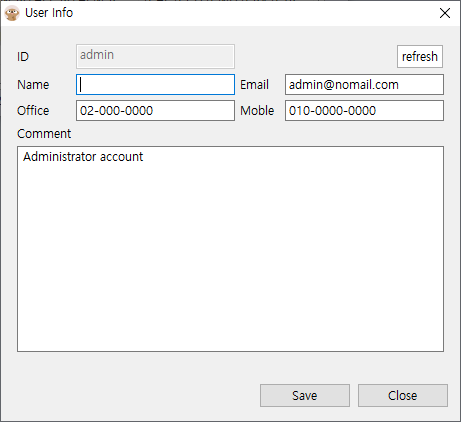 User Info
ID admin refresh
Name Email admin@nomail.com
Office 02-000-0000 Moble 010-0000-0000
Comment
Administrator account
Save Close